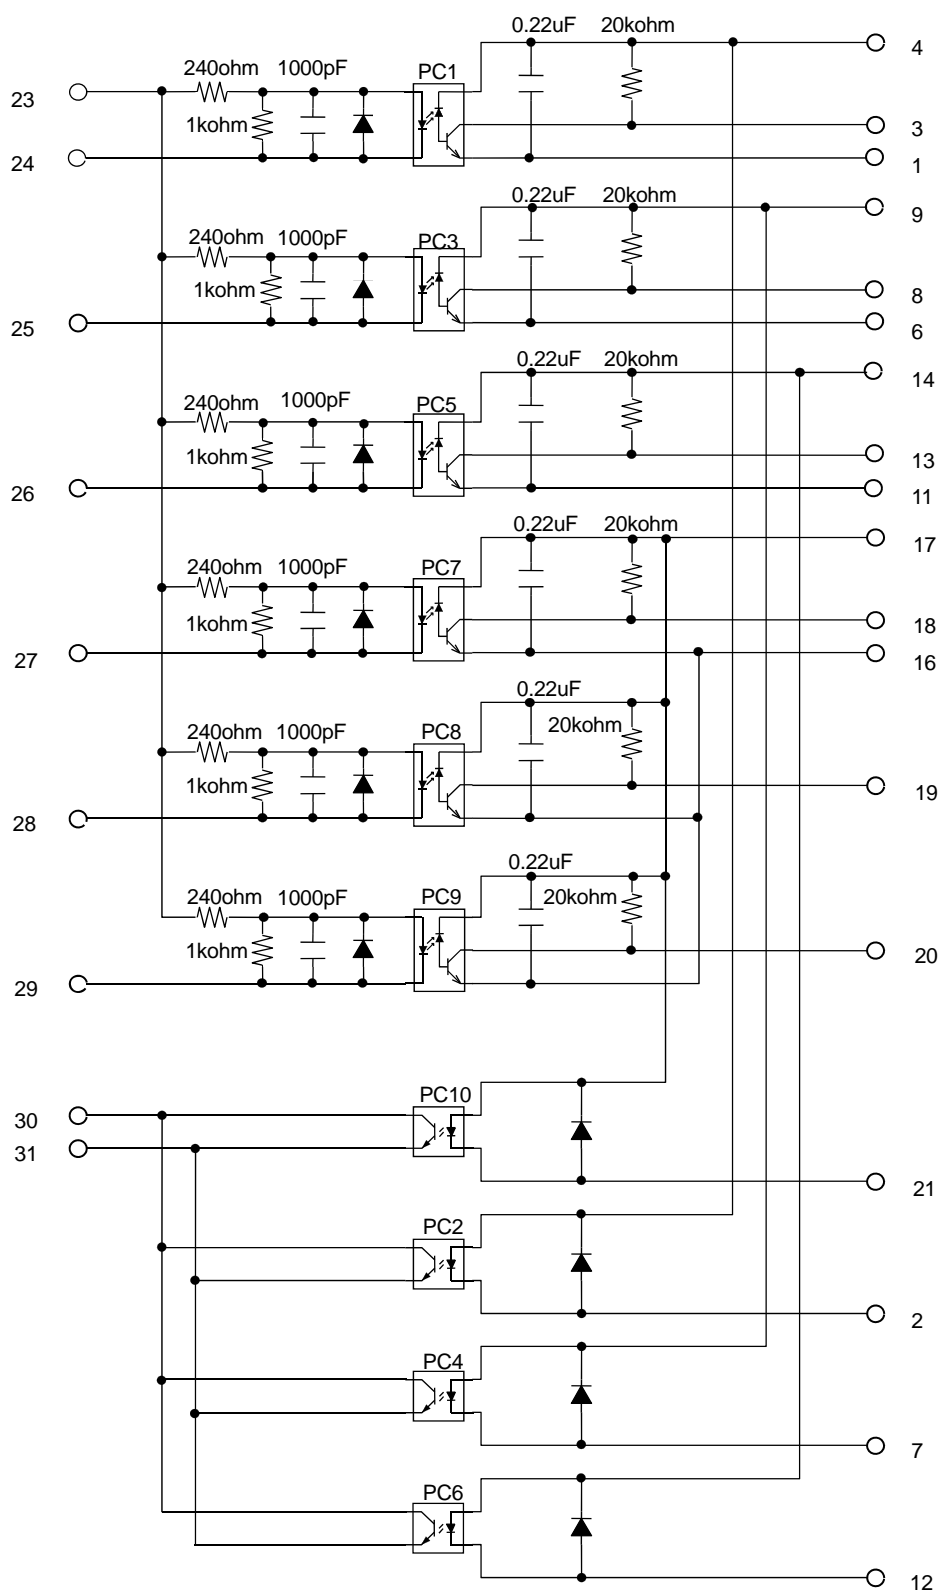 0.22uF 20kohm
4
240ohm 1000pF PC1
23
1kohm
3
24
1
0.22uF 20kohm
9
240ohm 1000pF PC3
1kohm
8
25
6
0.22uF 20kohm
14
240ohm 1000pF PC5
1kohm
13
26
11
0.22uF 20kohm
17
240ohm 1000pF PC7
1kohm
18
27
16
0.22uF
20kohm
240ohm 1000pF PC8
1kohm
19
28
0.22uF
20kohm
240ohm 1000pF PC9
1kohm
20
29
PC10
30
31
21
PC2
2
PC4
7
PC6
12